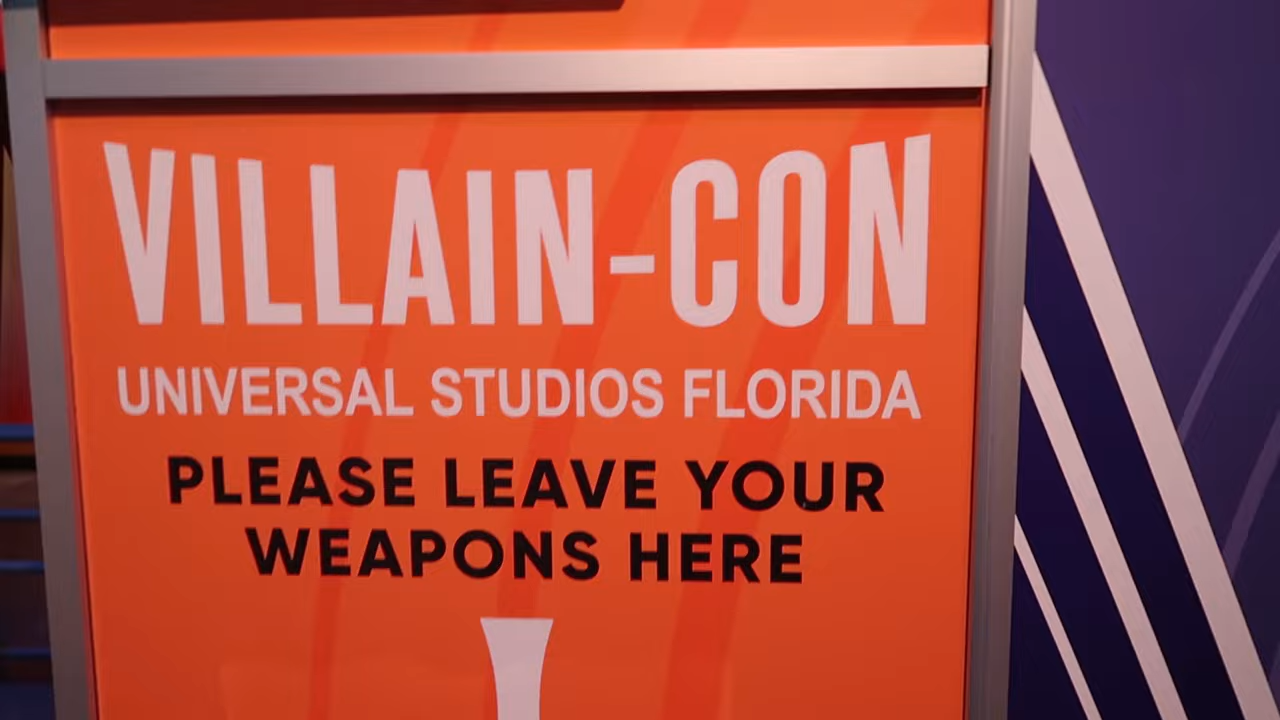 VILLAIN-CON
UNIVERSAL STUDIOS FLORIDA
PLEASE LEAVE YOUR
WEAPONS HERE